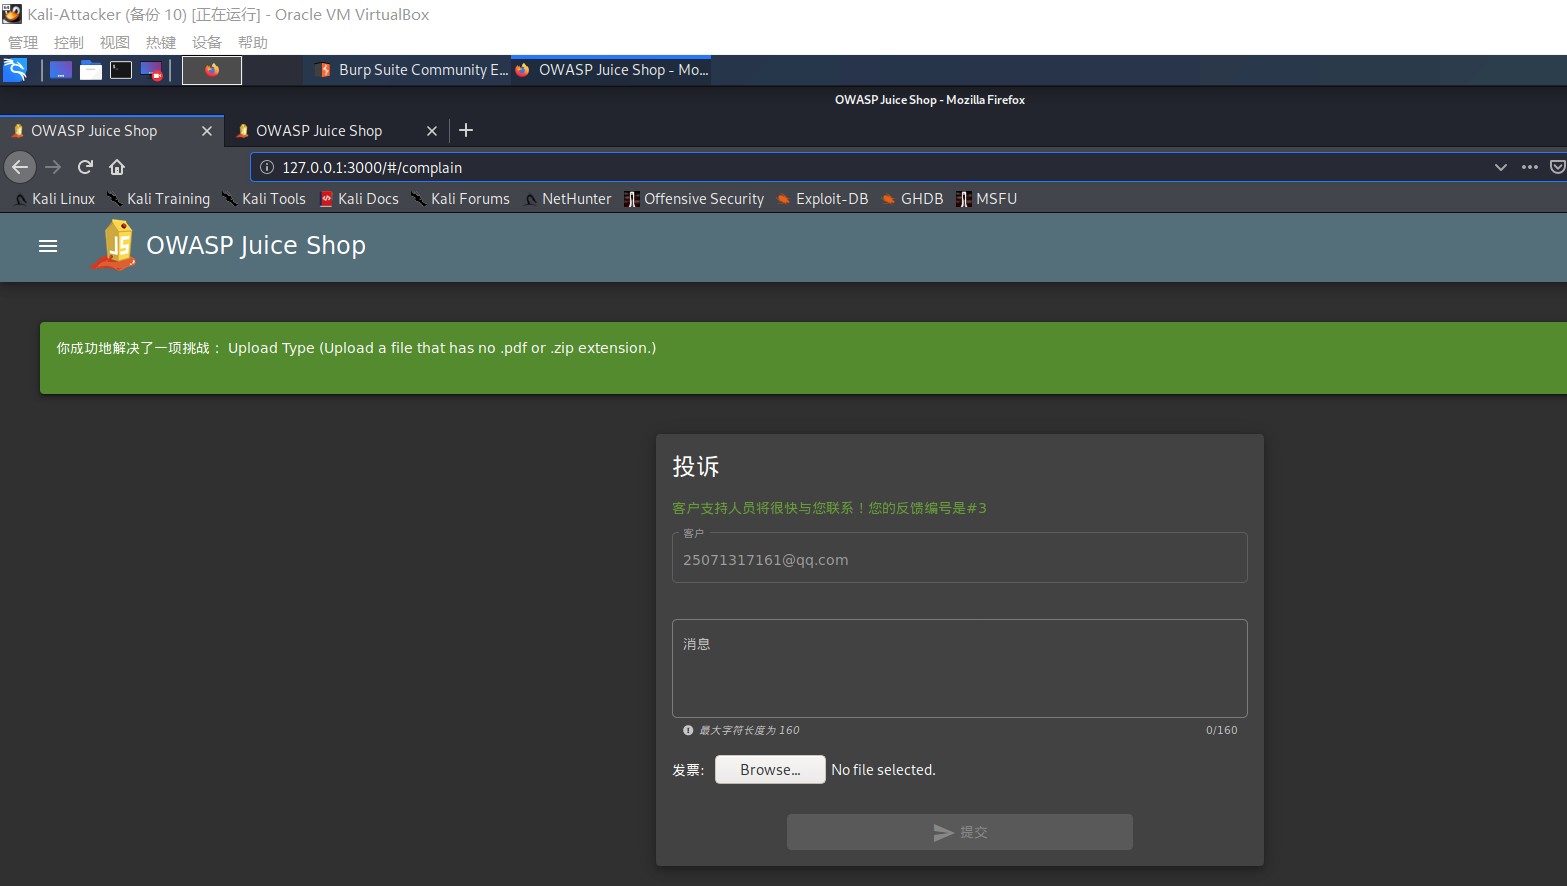 Kali-Attacker (备份 10) [正在运行] - Oracle VM VirtualBox
管理 控制 视图 热键 设备 帮助
Burp Suite Community E... OWASP Juice Shop - Mo...
OWASP Juice Shop - Mozilla Firefox
OWASP Juice Shop OWASP Juice Shop
127.0.0.1:3000/#/complain
Kali Linux Kali Training Kali Tools Kali Docs Kali Forums NetHunter Offensive Security Exploit-DB GHDB MSFU
JS OWASP Juice Shop
你成功地解决了一项挑战： Upload Type (Upload a file that has no .pdf or .zip extension.)
投诉
客户支持人员将很快与您联系！您的反馈编号是#3
客户
25071317161@qq.com
消息
最大字符长度为 160 0/160
发票: Browse... No file selected.
提交